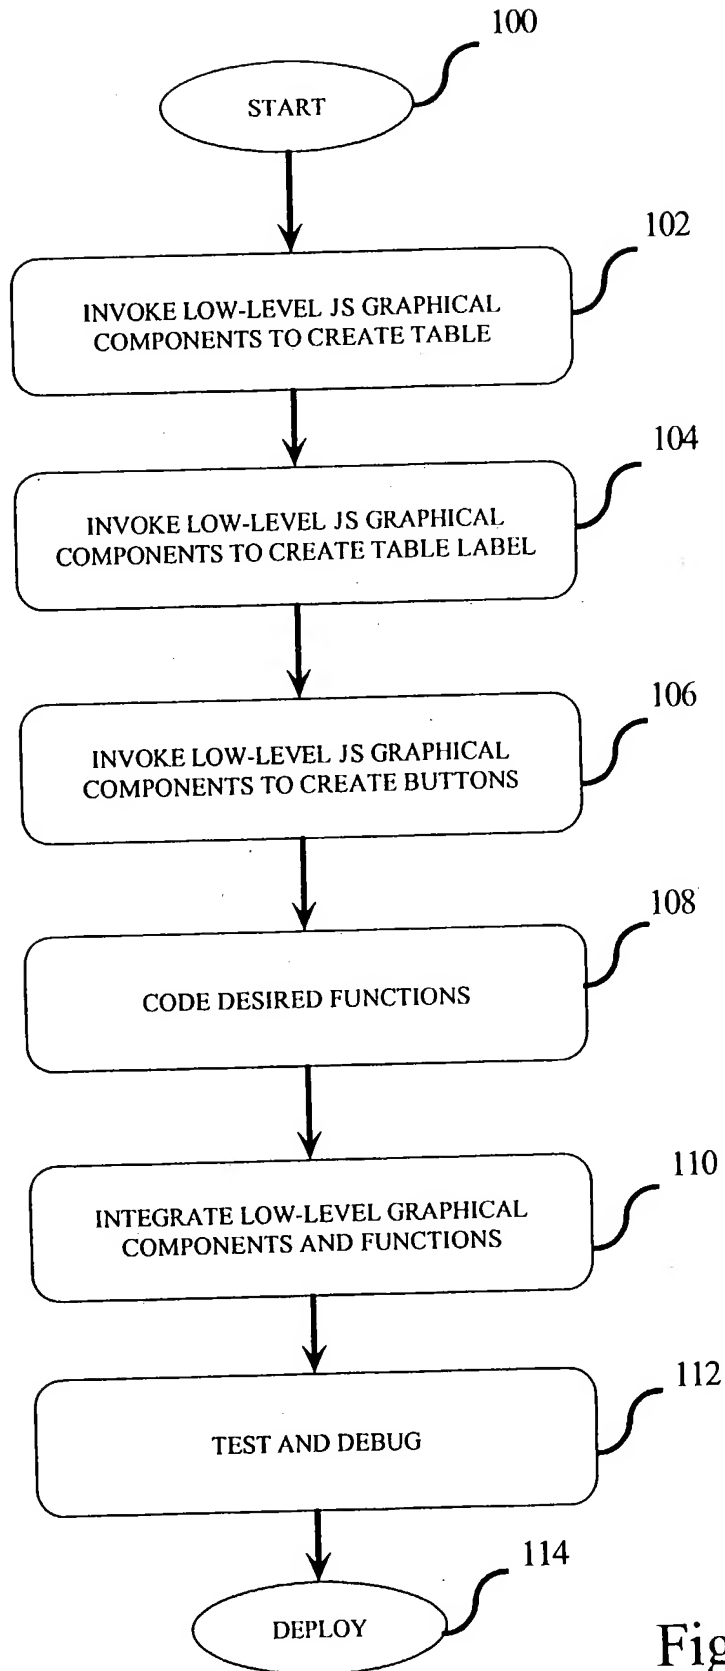 100
START
102
INVOKE LOW-LEVEL JS GRAPHICAL
COMPONENTS TO CREATE TABLE
104
INVOKE LOW-LEVEL JS GRAPHICAL
COMPONENTS TO CREATE TABLE LABEL
106
INVOKE LOW-LEVEL JS GRAPHICAL
COMPONENTS TO CREATE BUTTONS
108
CODE DESIRED FUNCTIONS
110
INTEGRATE LOW-LEVEL GRAPHICAL
COMPONENTS AND FUNCTIONS
112
TEST AND DEBUG
114
DEPLOY
Fig